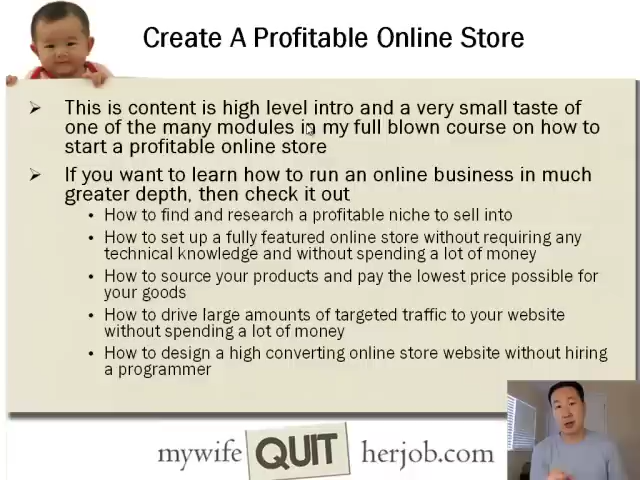 Create A Profitable Online Store
This is content is high level intro and a very small taste of
one of the many modules in my full blown course on how to
start a profitable online store
If you want to learn how to run an online business in much
greater depth, then check it out
How to find and research a profitable niche to sell into
How to set up a fully featured online store without requiring any
technical knowledge and without spending a lot of money
How to source your products and pay the lowest price possible for
your goods
How to drive large amounts of targeted traffic to your website
without spending a lot of money
How to design a high converting online store website without hiring
a programmer
mywife QUIT herjob.com